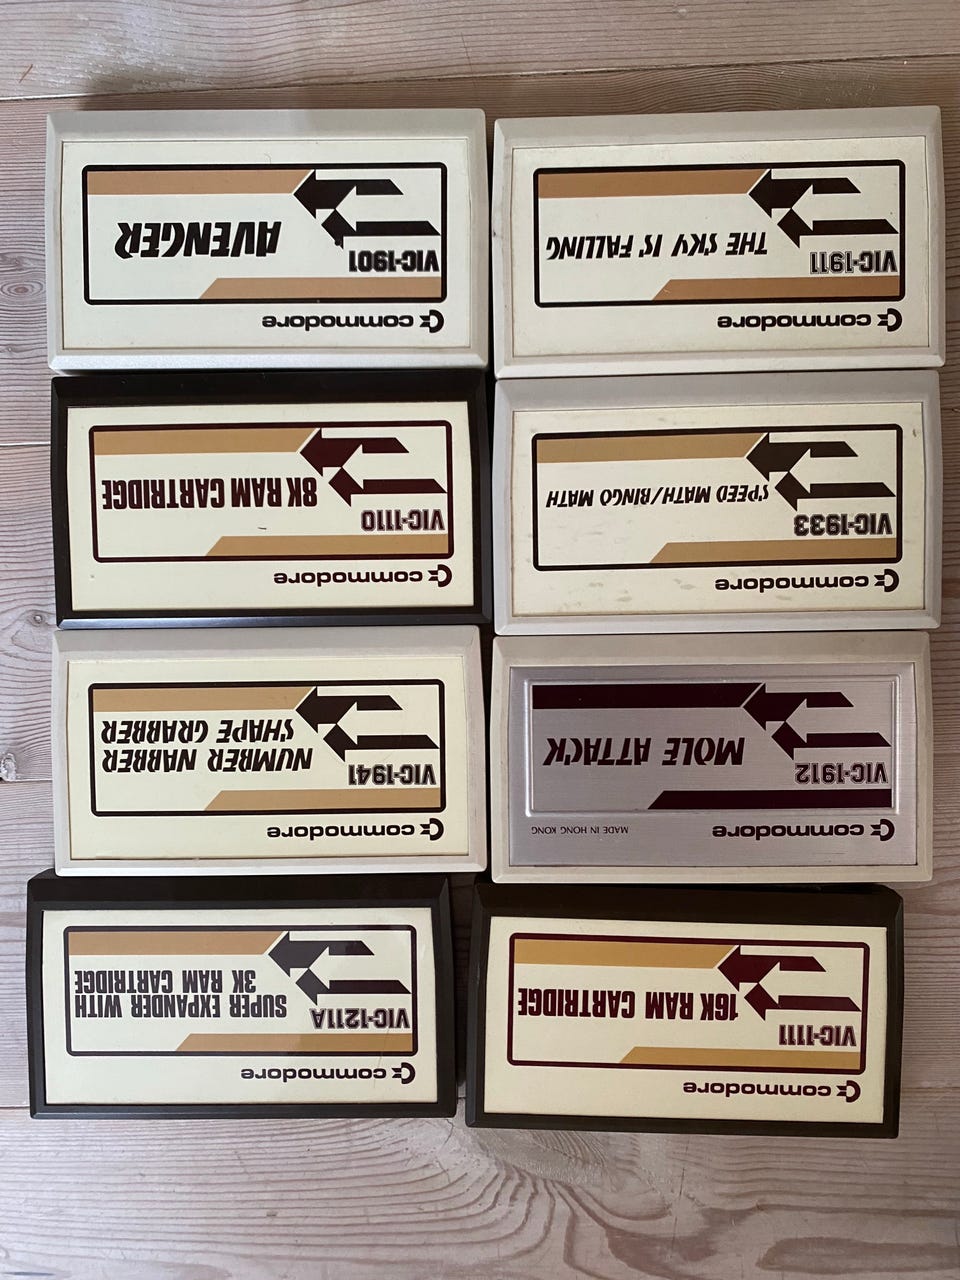 commodore
VIC-1111
16K RAM CARTRIDGE
commodore
VIC-1211A
SUPER EXPANDER WITH
3K RAM CARTRIDGE
commodore
MADE IN HONG KONG
VIC-1912
MOLE ATTACK
commodore
VIC-1941
NUMBER NABBER
SHAPE GRABBER
commodore
VIC-1933
SPEED MATH/BINGO MATH
commodore
VIC-1110
8K RAM CARTRIDGE
commodore
VIC-1911
THE SKY IS FALLING
commodore
VIC-1901
AVENGER